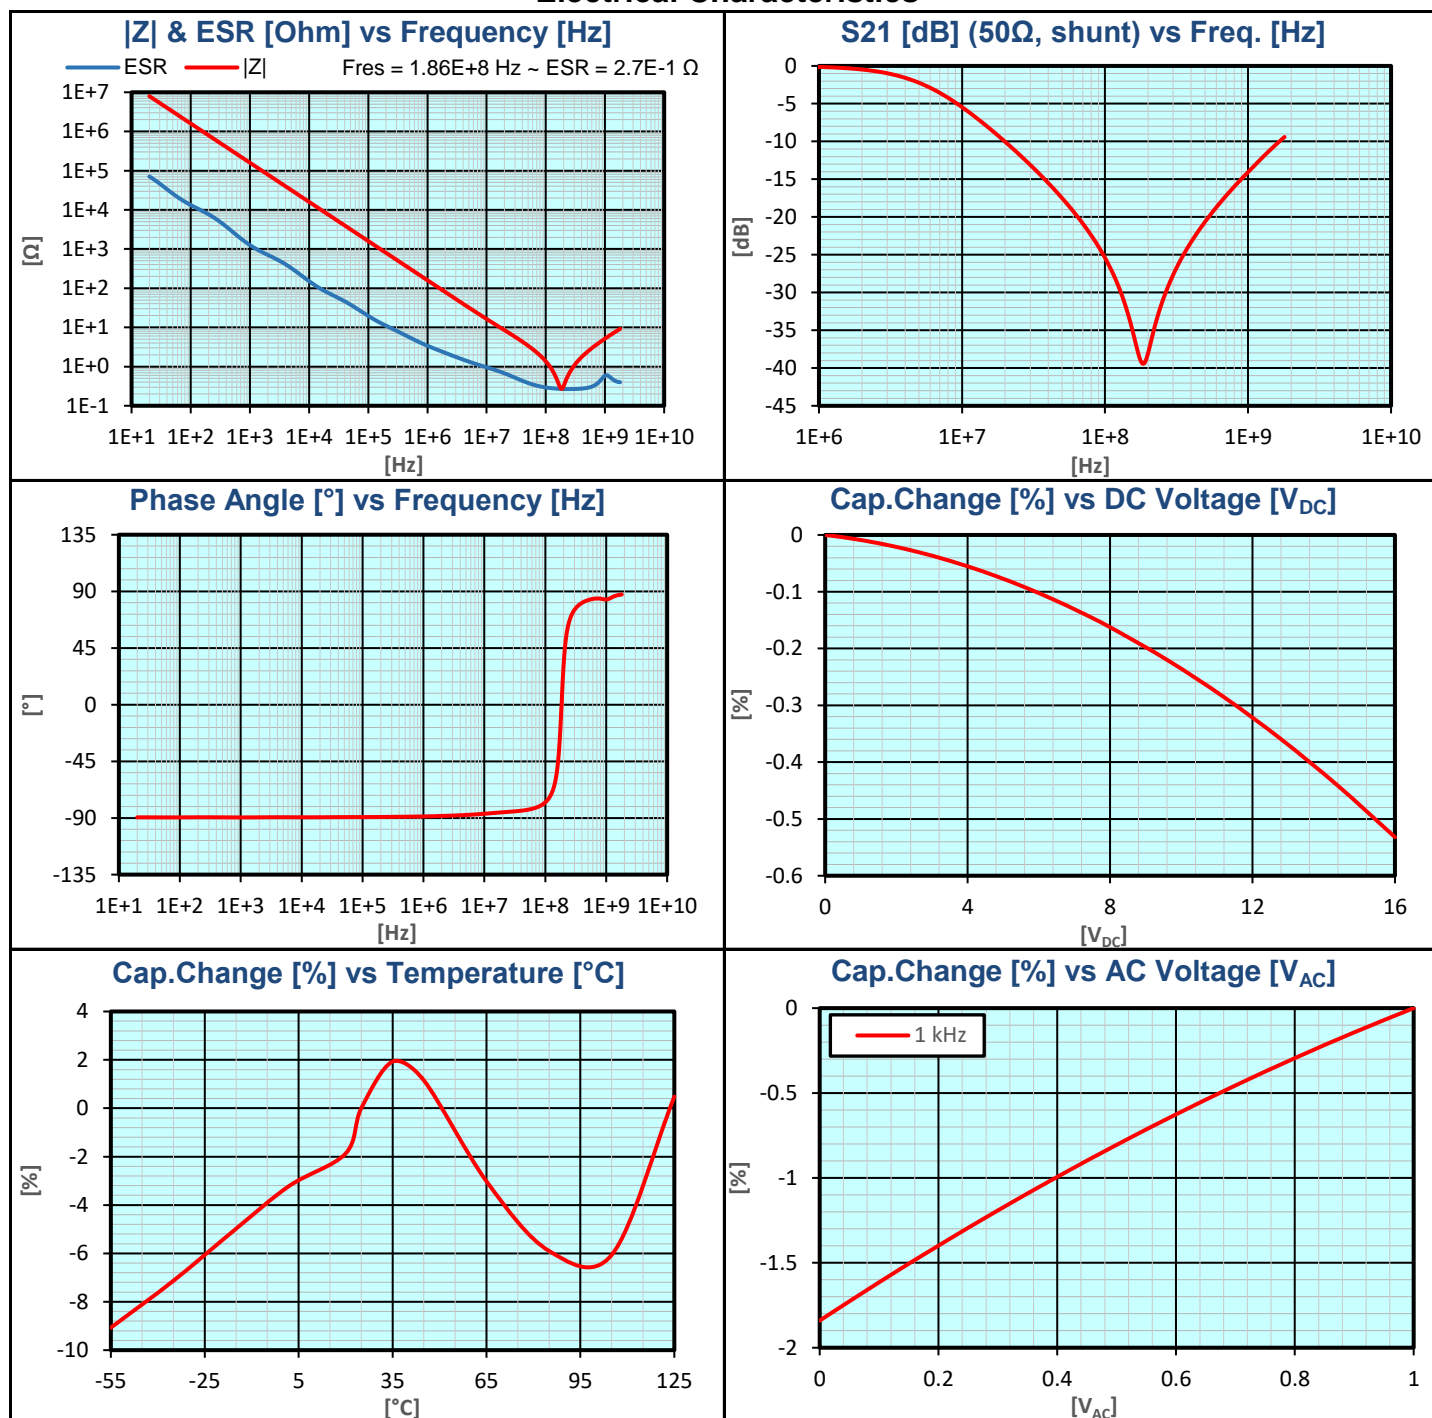 Electrical Characteristics
|Z| & ESR [Ohm] vs Frequency [Hz]
ESR |Z| Fres = 1.86E+8 Hz ~ ESR = 2.7E-1 Ω
1E+7
1E+6
1E+5
1E+4
1E+3
1E+2
1E+1
1E+0
1E-1
[Ω]
1E+1 1E+2 1E+3 1E+4 1E+5 1E+6 1E+7 1E+8 1E+9 1E+10
[Hz]
S21 [dB] (50Ω, shunt) vs Freq. [Hz]
0
-5
-10
-15
-20
-25
-30
-35
-40
-45
[dB]
1E+6 1E+7 1E+8 1E+9 1E+10
[Hz]
Phase Angle [°] vs Frequency [Hz]
135
90
45
0
-45
-90
-135
[°]
1E+1 1E+2 1E+3 1E+4 1E+5 1E+6 1E+7 1E+8 1E+9 1E+10
[Hz]
Cap.Change [%] vs DC Voltage [VDC]
0
-0.1
-0.2
-0.3
-0.4
-0.5
-0.6
[%]
0 4 8 12 16
[VDC]
Cap.Change [%] vs Temperature [°C]
4
2
0
-2
-4
-6
-8
-10
[%]
-55 -25 5 35 65 95 125
[°C]
Cap.Change [%] vs AC Voltage [VAC]
1 kHz
0
-0.5
-1
-1.5
-2
[%]
0 0.2 0.4 0.6 0.8 1
[VAC]